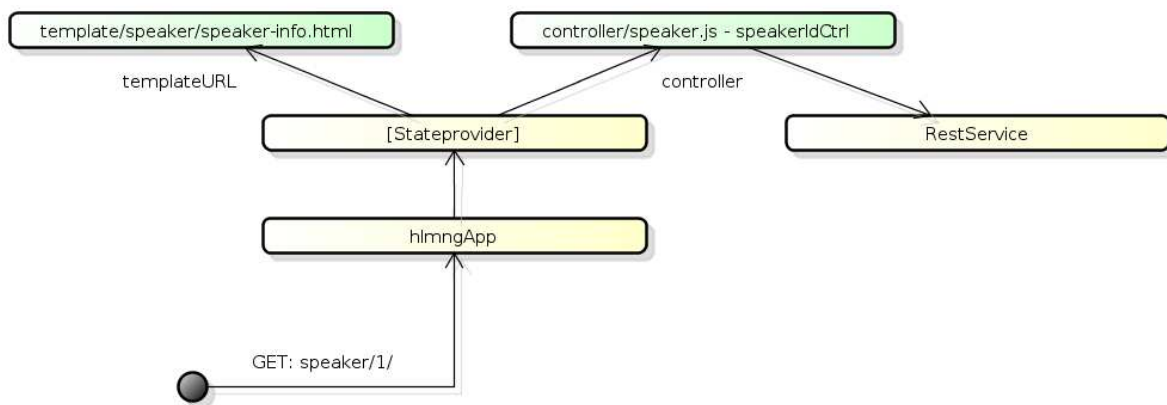 template/speaker/speaker-info.html
controller/speaker.js - speakerIdCtrl
templateURL
controller
[Stateprovider]
RestService
hlmngApp
GET: speaker/1/